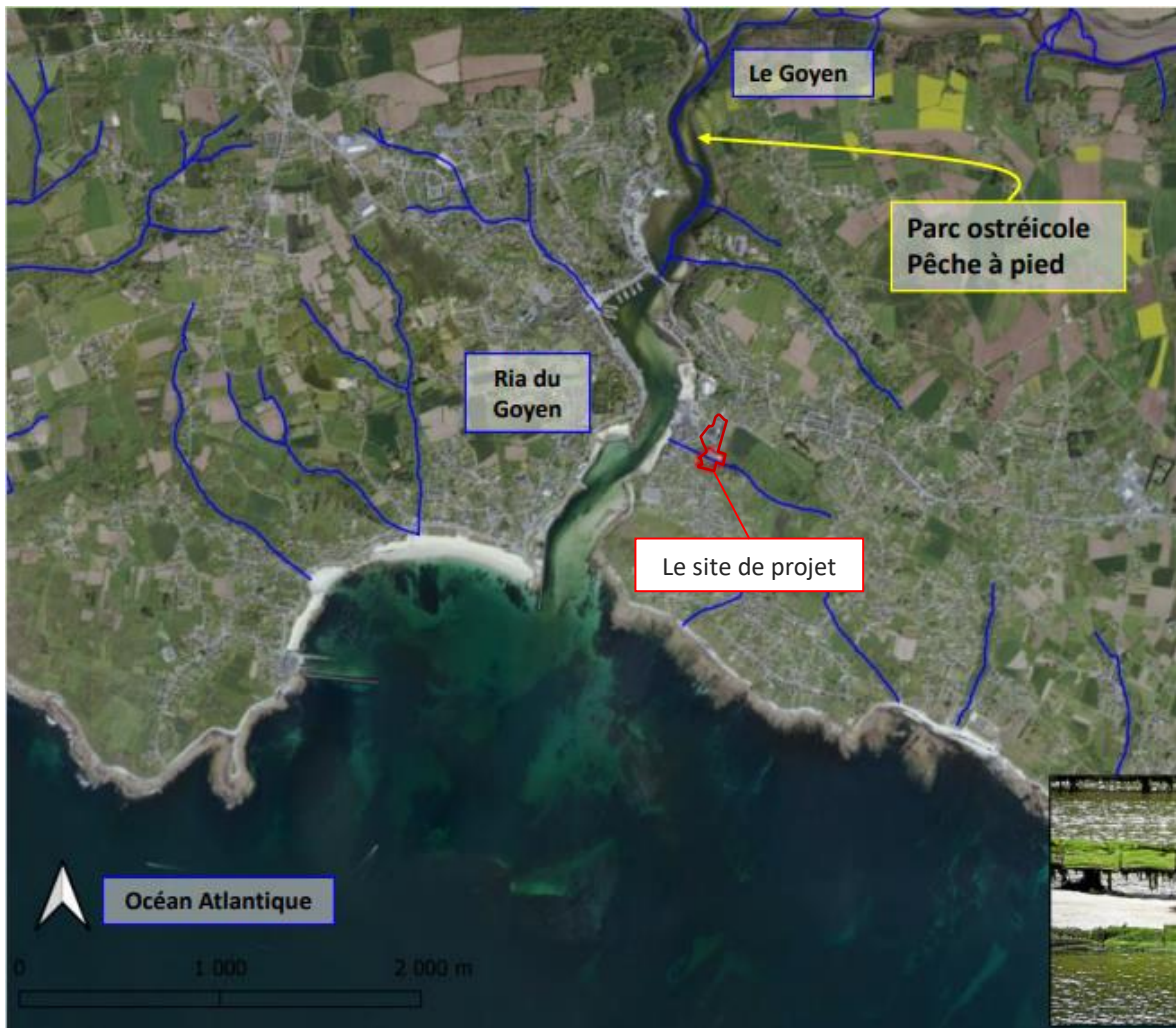 Le Goyen
Parc ostréicole
Pêche à pied
Ria du
Goyen
Le site de projet
Océan Atlantique
0 1 000 2 000 m